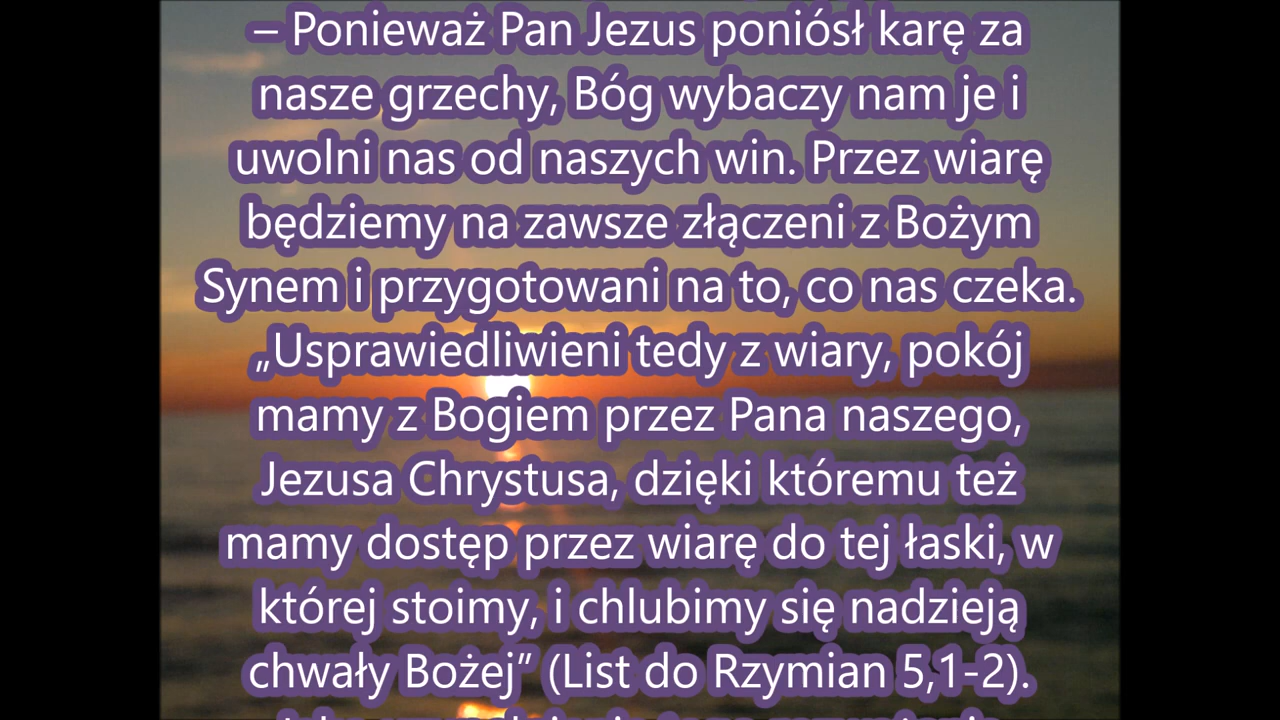 – Ponieważ Pan Jezus poniósł karę za
nasze grzechy, Bóg wybaczy nam je i
uwolni nas od naszych win. Przez wiarę
będziemy na zawsze złączeni z Bożym
Synem i przygotowani na to, co nas czeka.
„Usprawiedliwieni tedy z wiary, pokój
mamy z Bogiem przez Pana naszego,
Jezusa Chrystusa, dzięki któremu też
mamy dostęp przez wiarę do tej łaski, w
której stoimy, i chlubimy się nadzieją
chwały Bożej” (List do Rzymian 5,1-2).